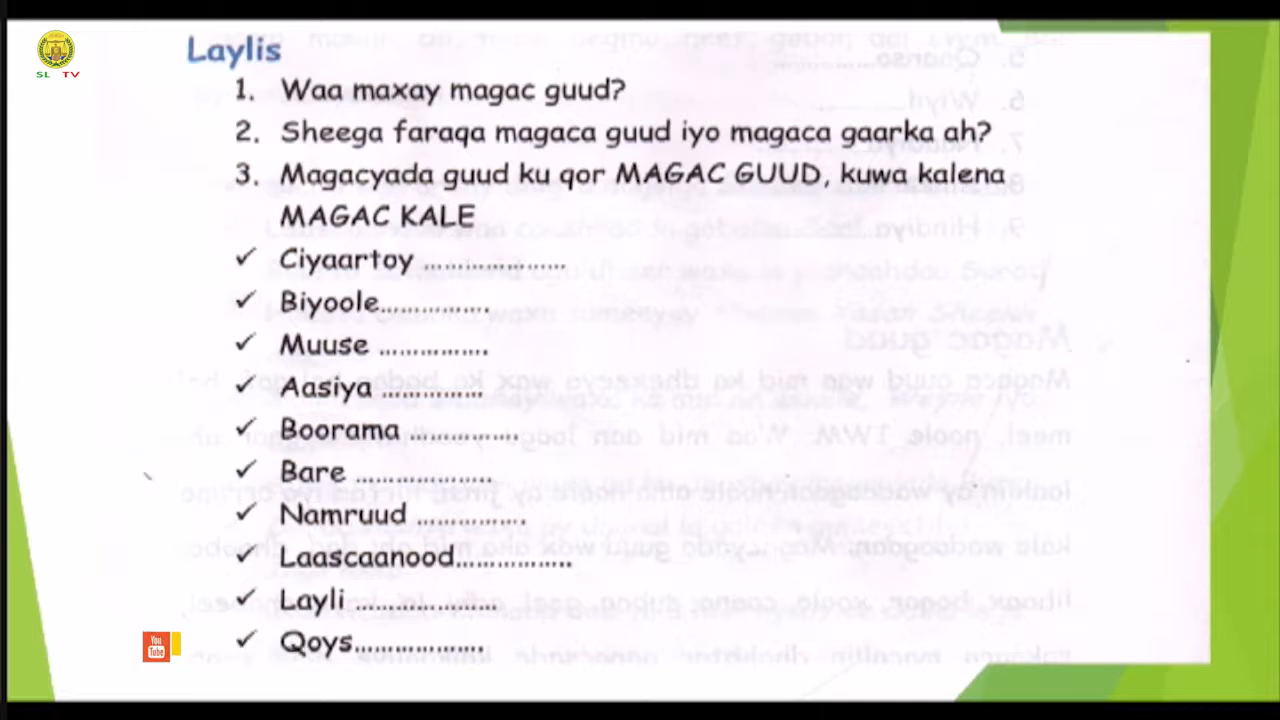 SL TV
Laylis
1. Waa maxay magac guud?
2. Sheega faraqa magaca guud iyo magaca gaarka ah?
3. Magacyada guud ku qor MAGAC GUUD, kuwa kalena
MAGAC KALE
✓ Ciyaartoy ....................
✓ Biyoole................
✓ Muuse ................
✓ Aasiya ...............
✓ Boorama ................
✓ Bare ....................
✓ Namruud ................
✓ Laascaanood.................
✓ Layli .....................
✓ Qoys...................
You
Tube